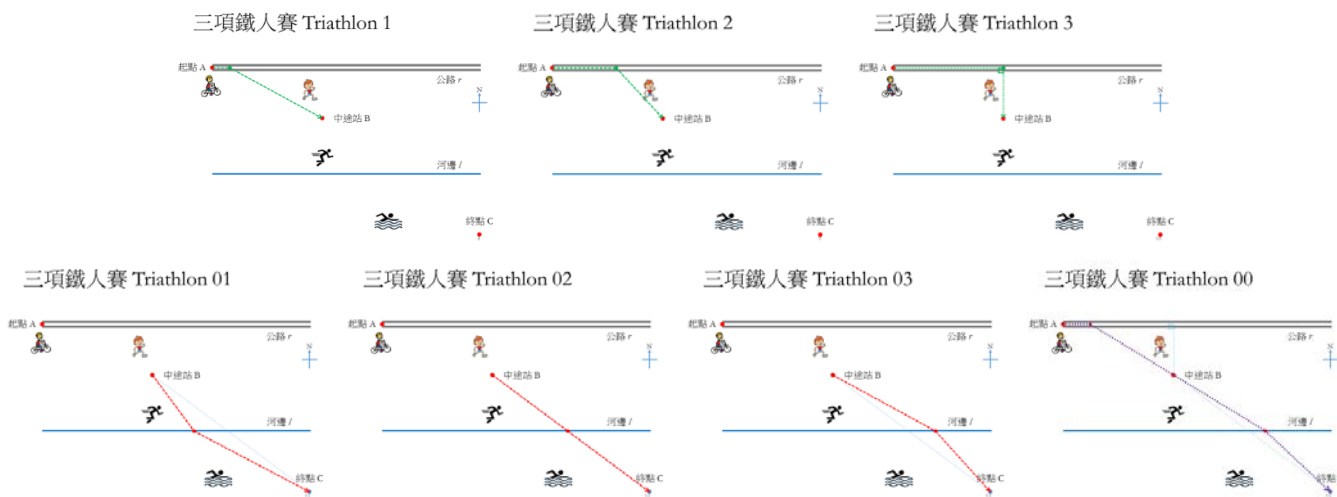 三項鐵人賽 Triathlon 1
起點 A
公路 r
N
中途站 B
河邊 l
終點 C
三項鐵人賽 Triathlon 2
起點 A
公路 r
N
中途站 B
河邊 l
終點 C
三項鐵人賽 Triathlon 3
起點 A
公路 r
N
中途站 B
河邊 l
終點 C
三項鐵人賽 Triathlon 01
起點 A
公路 r
N
中途站 B
河邊 l
終點 C
三項鐵人賽 Triathlon 02
起點 A
公路 r
N
中途站 B
河邊 l
終點 C
三項鐵人賽 Triathlon 03
起點 A
公路 r
N
中途站 B
河邊 l
終點 C
三項鐵人賽 Triathlon 00
起點 A
公路 r
N
中途站 B
河邊 l
終點 C